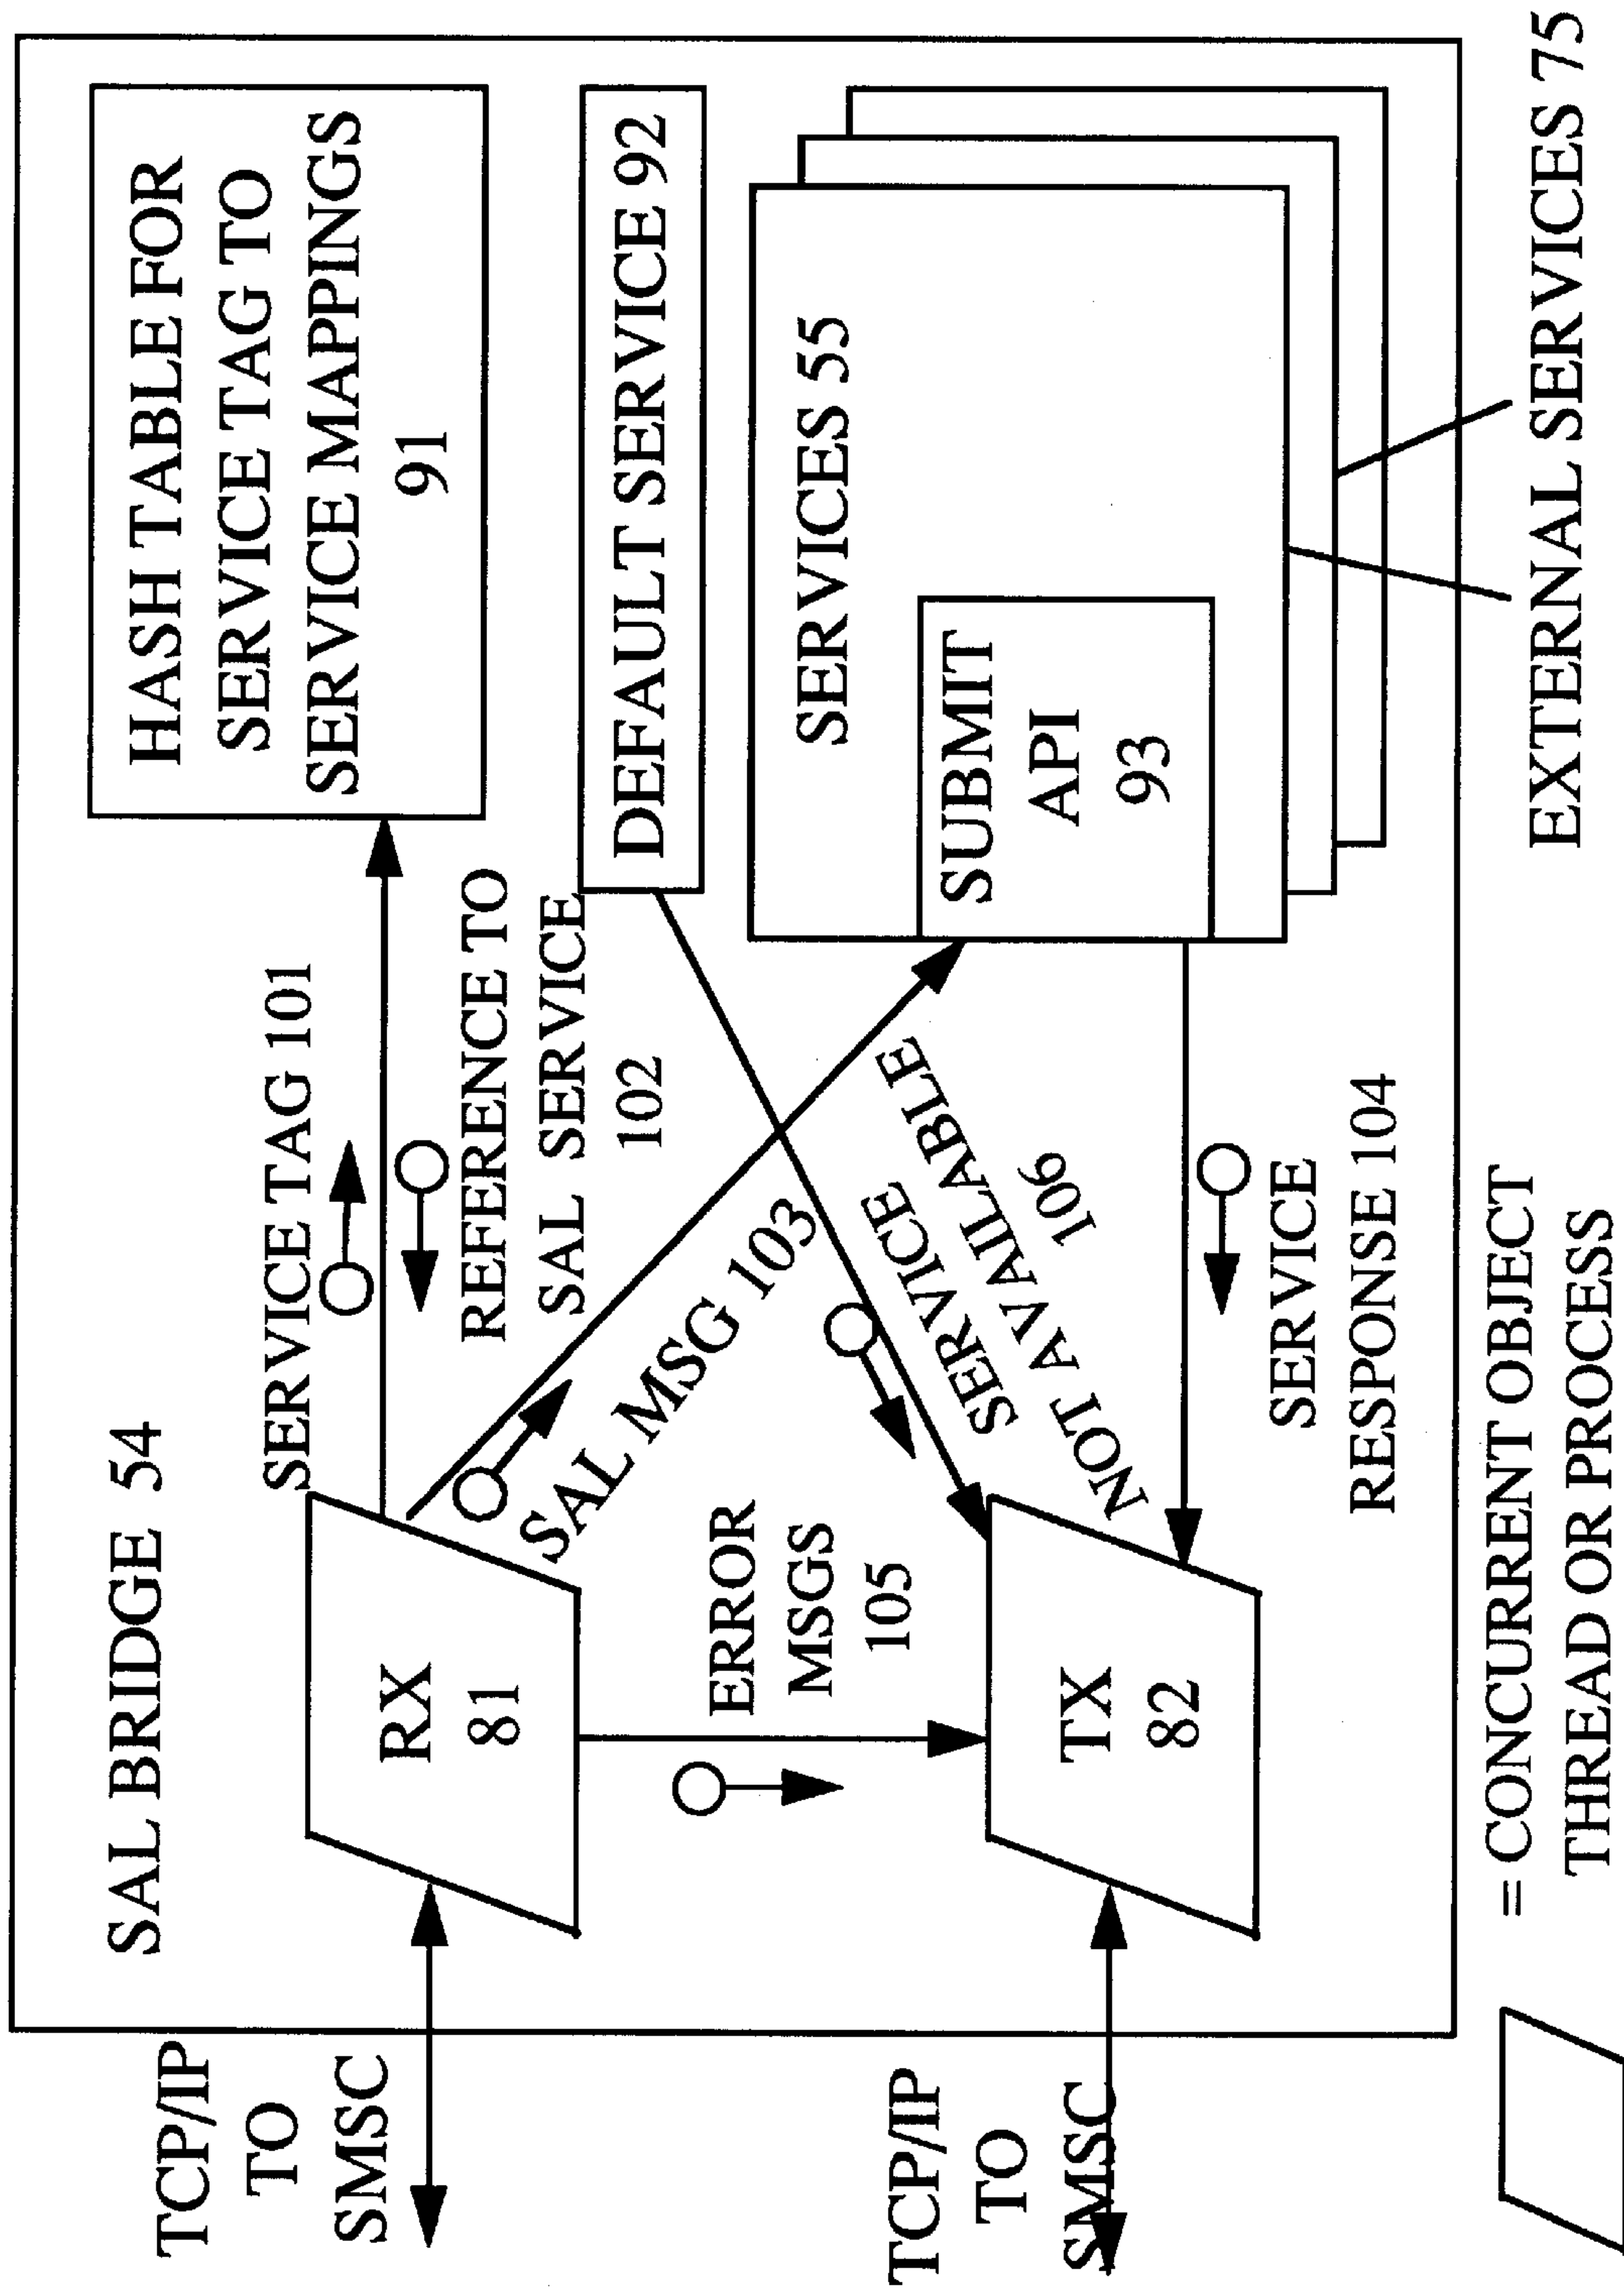 SAL BRIDGE 54
TCP/IP
TO
SMSC
RX
81
SERVICE TAG 101
HASH TABLE FOR
SERVICE TAG TO
SERVICE MAPPINGS
91
REFERENCE TO
SAL SERVICE
102
DEFAULT SERVICE 92
SAL MSG 103
ERROR
MSGS
105
SERVICE
NOT AVAILABLE
106
SERVICES 55
SUBMIT
API
93
TCP/IP
TO
SMSC
TX
82
SERVICE
RESPONSE 104
EXTERNAL SERVICES 75
= CONCURRENT OBJECT
THREAD OR PROCESS